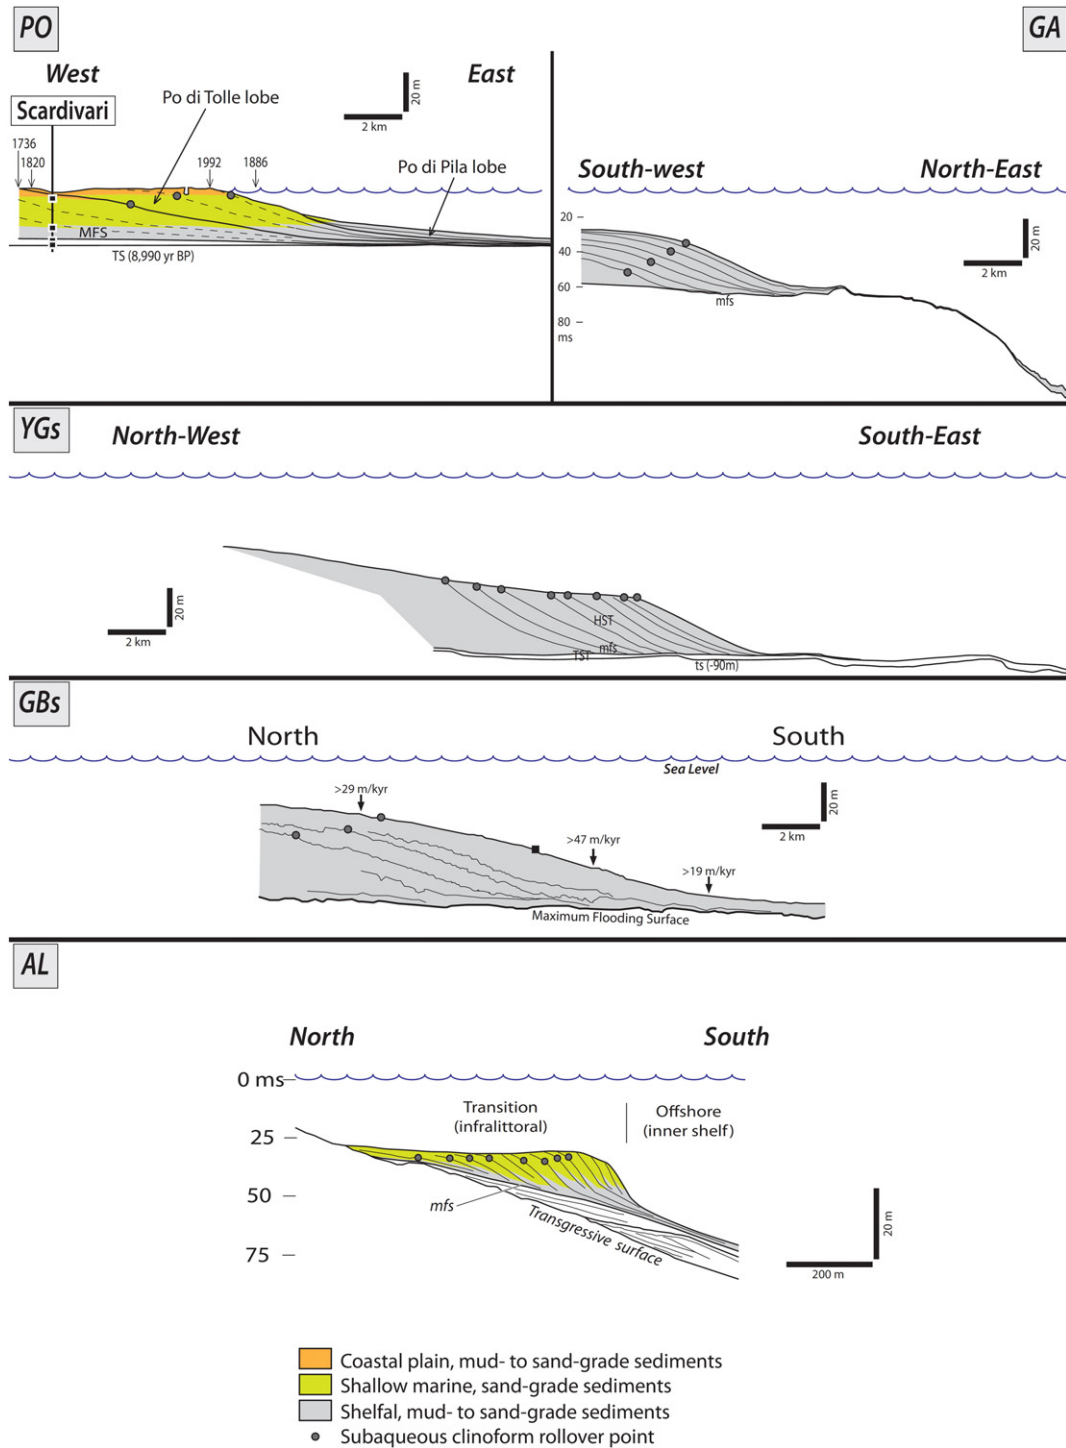 PO
GA
West
East
20 m
2 km
Scardivari
Po di Tolle lobe
1736
1820
1992
1886
Po di Pila lobe
MFS
TS (8,990 yr BP)
South-west
North-East
20
40
60
80
ms
20 m
2 km
mfs
YGs
North-West
South-East
20 m
2 km
HST
mfs
TST
ts (-90m)
GBs
North
South
Sea Level
>29 m/kyr
20 m
2 km
>47 m/kyr
>19 m/kyr
Maximum Flooding Surface
AL
North
South
0 ms
Transition
(infralittoral)
Offshore
(inner shelf)
25
50
75
mfs
Transgressive surface
20 m
200 m
Coastal plain, mud- to sand-grade sediments
Shallow marine, sand-grade sediments
Shelfal, mud- to sand-grade sediments
Subaqueous clinoform rollover point